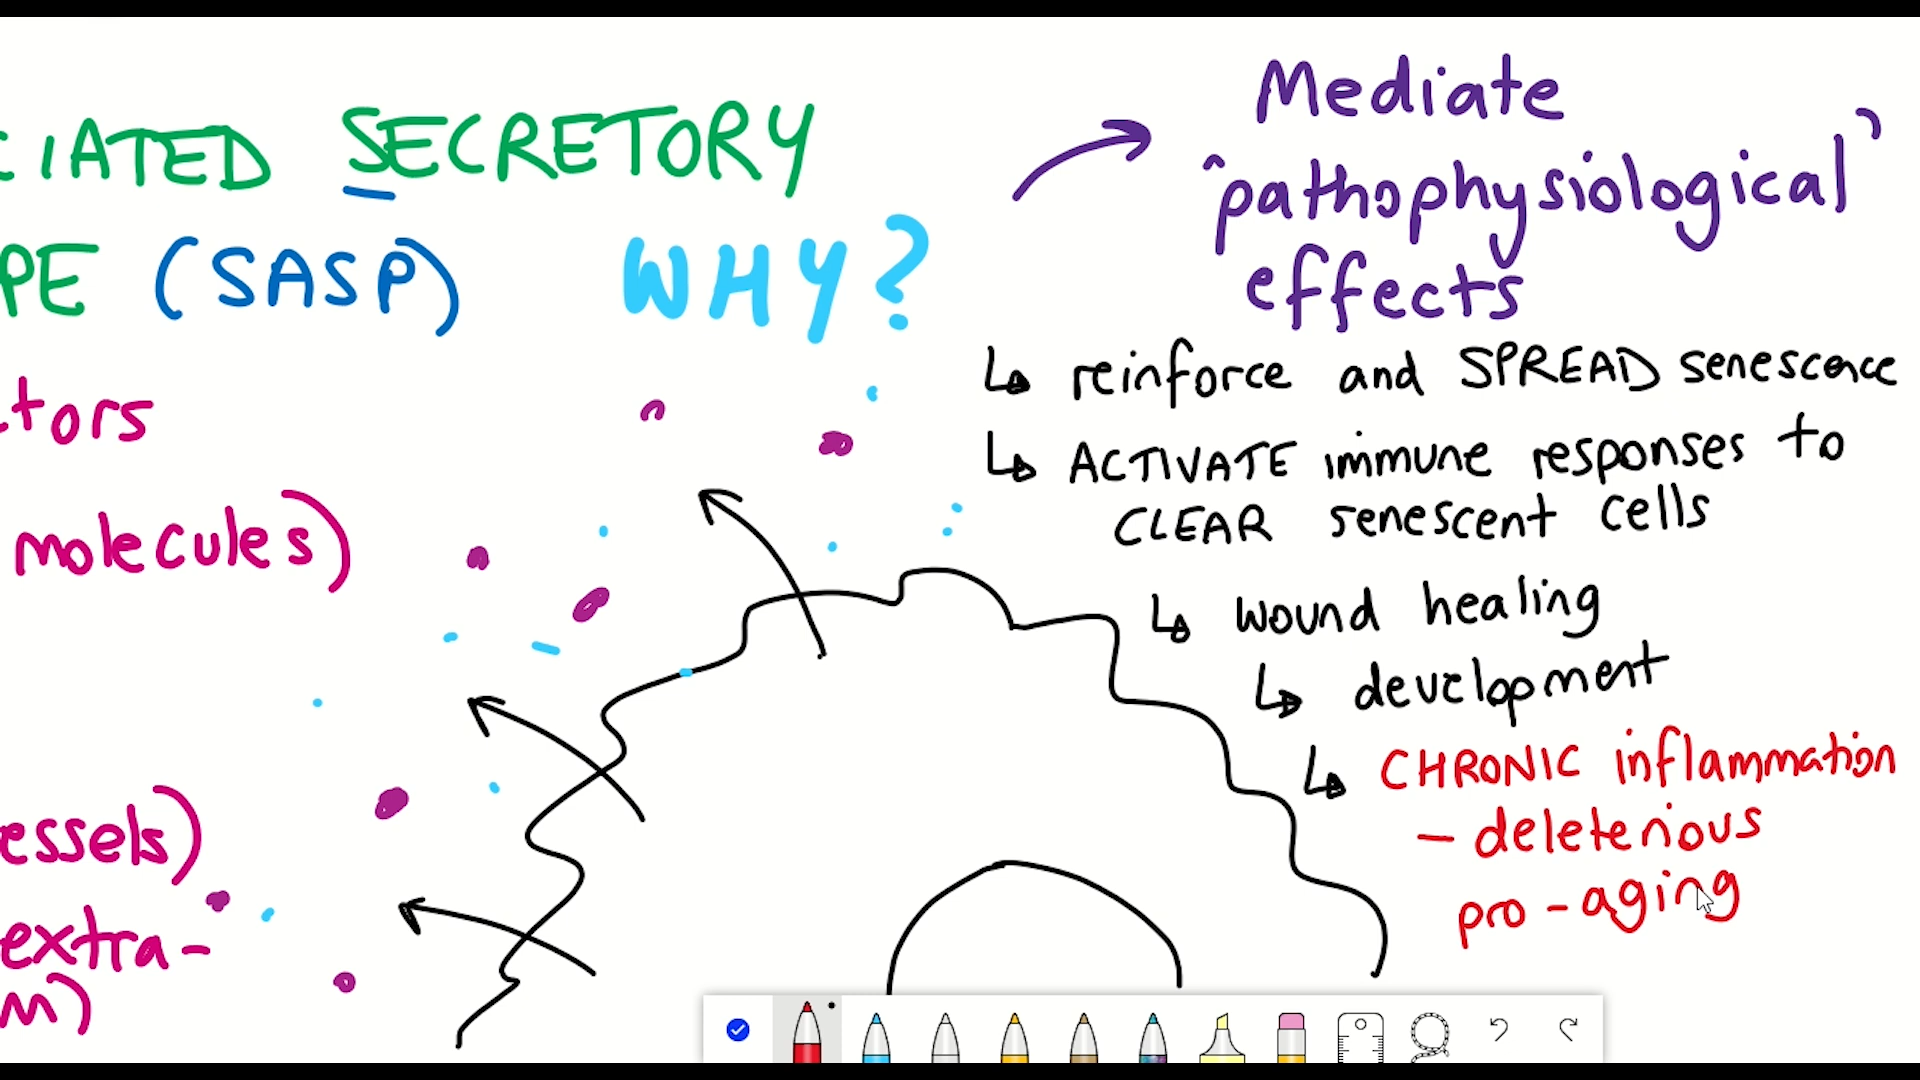 CIATED SECRETORY
PE (SASP)
WHY?
ctors
molecules)
essels)
extra-
M)
Mediate
"pathophysiological"
effects
↳ reinforce and SPREAD senescence
↳ ACTIVATE immune responses to
CLEAR senescent cells
↳ wound healing
↳ development
↳ CHRONIC inflammation
- deleterious
pro-aging